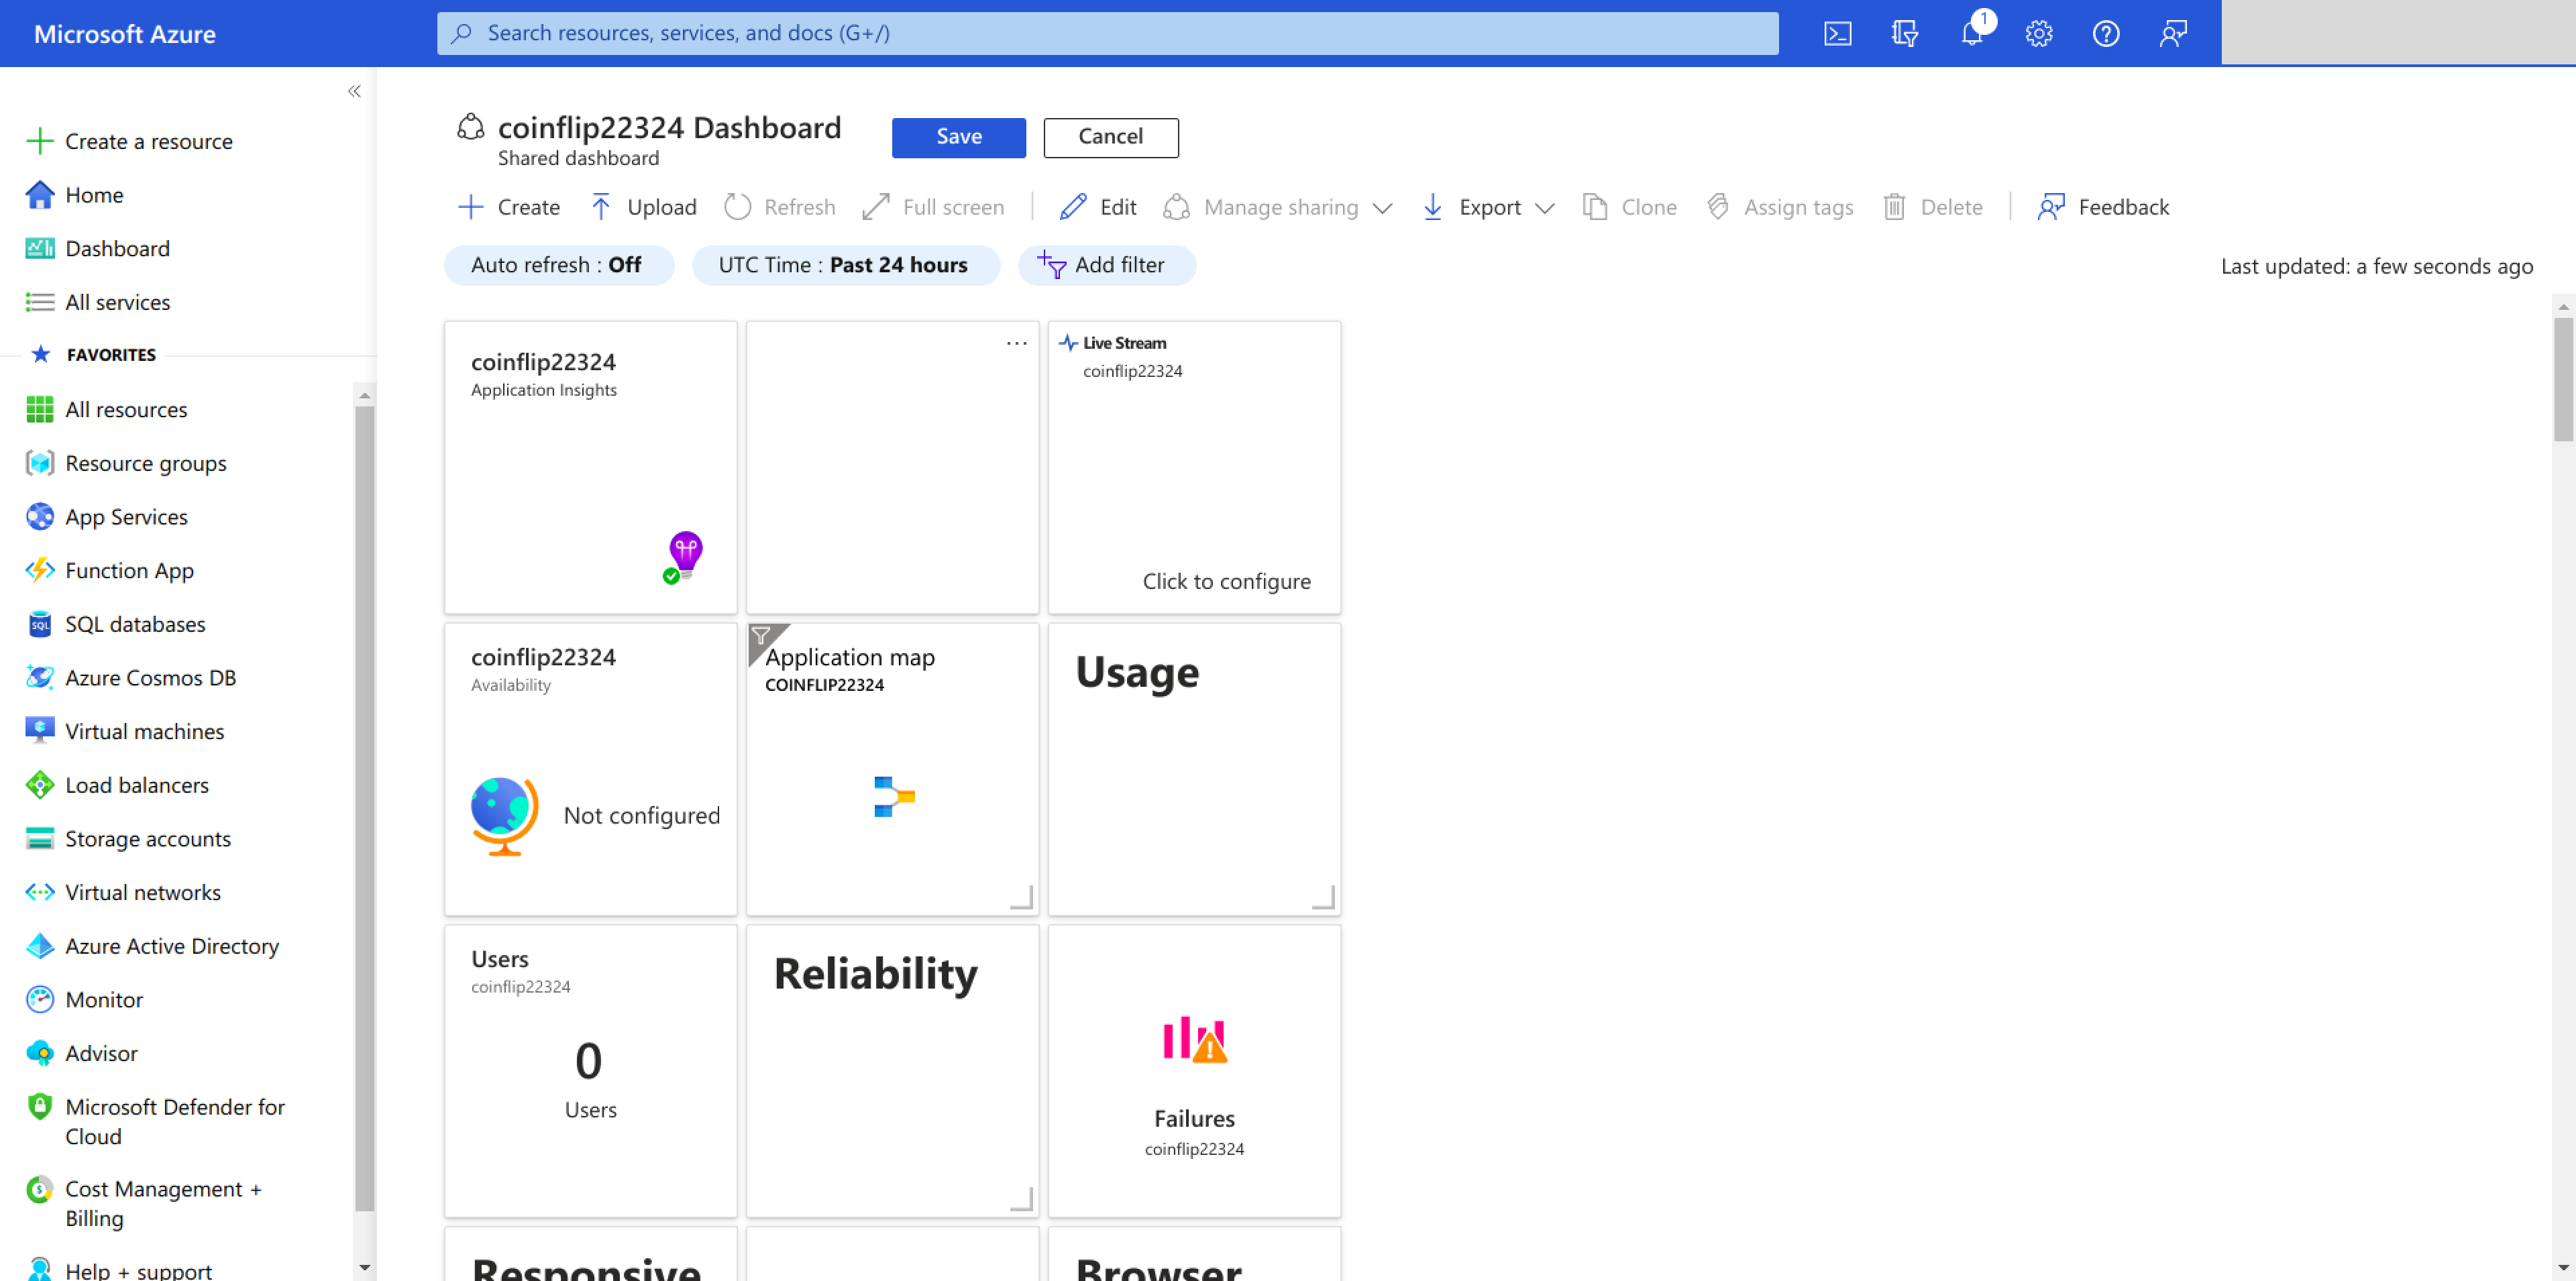 Microsoft Azure
Search resources, services, and docs (G+/)
1
«
Create a resource
Home
Dashboard
All services
FAVORITES
All resources
Resource groups
App Services
Function App
SQL
SQL databases
Azure Cosmos DB
Virtual machines
Load balancers
Storage accounts
Virtual networks
Azure Active Directory
Monitor
Advisor
Microsoft Defender for
Cloud
Cost Management +
Billing
Help + support
coinflip22324 Dashboard
Shared dashboard
Save
Cancel
Create
Upload
Refresh
Full screen
Edit
Manage sharing
Export
Clone
Assign tags
Delete
Feedback
Auto refresh : Off
UTC Time : Past 24 hours
Add filter
Last updated: a few seconds ago
coinflip22324
Application Insights
...
Live Stream
coinflip22324
Click to configure
coinflip22324
Availability
Not configured
Application map
COINFLIP22324
Usage
Users
coinflip22324
0
Users
Reliability
Failures
coinflip22324
Responsive
Browser